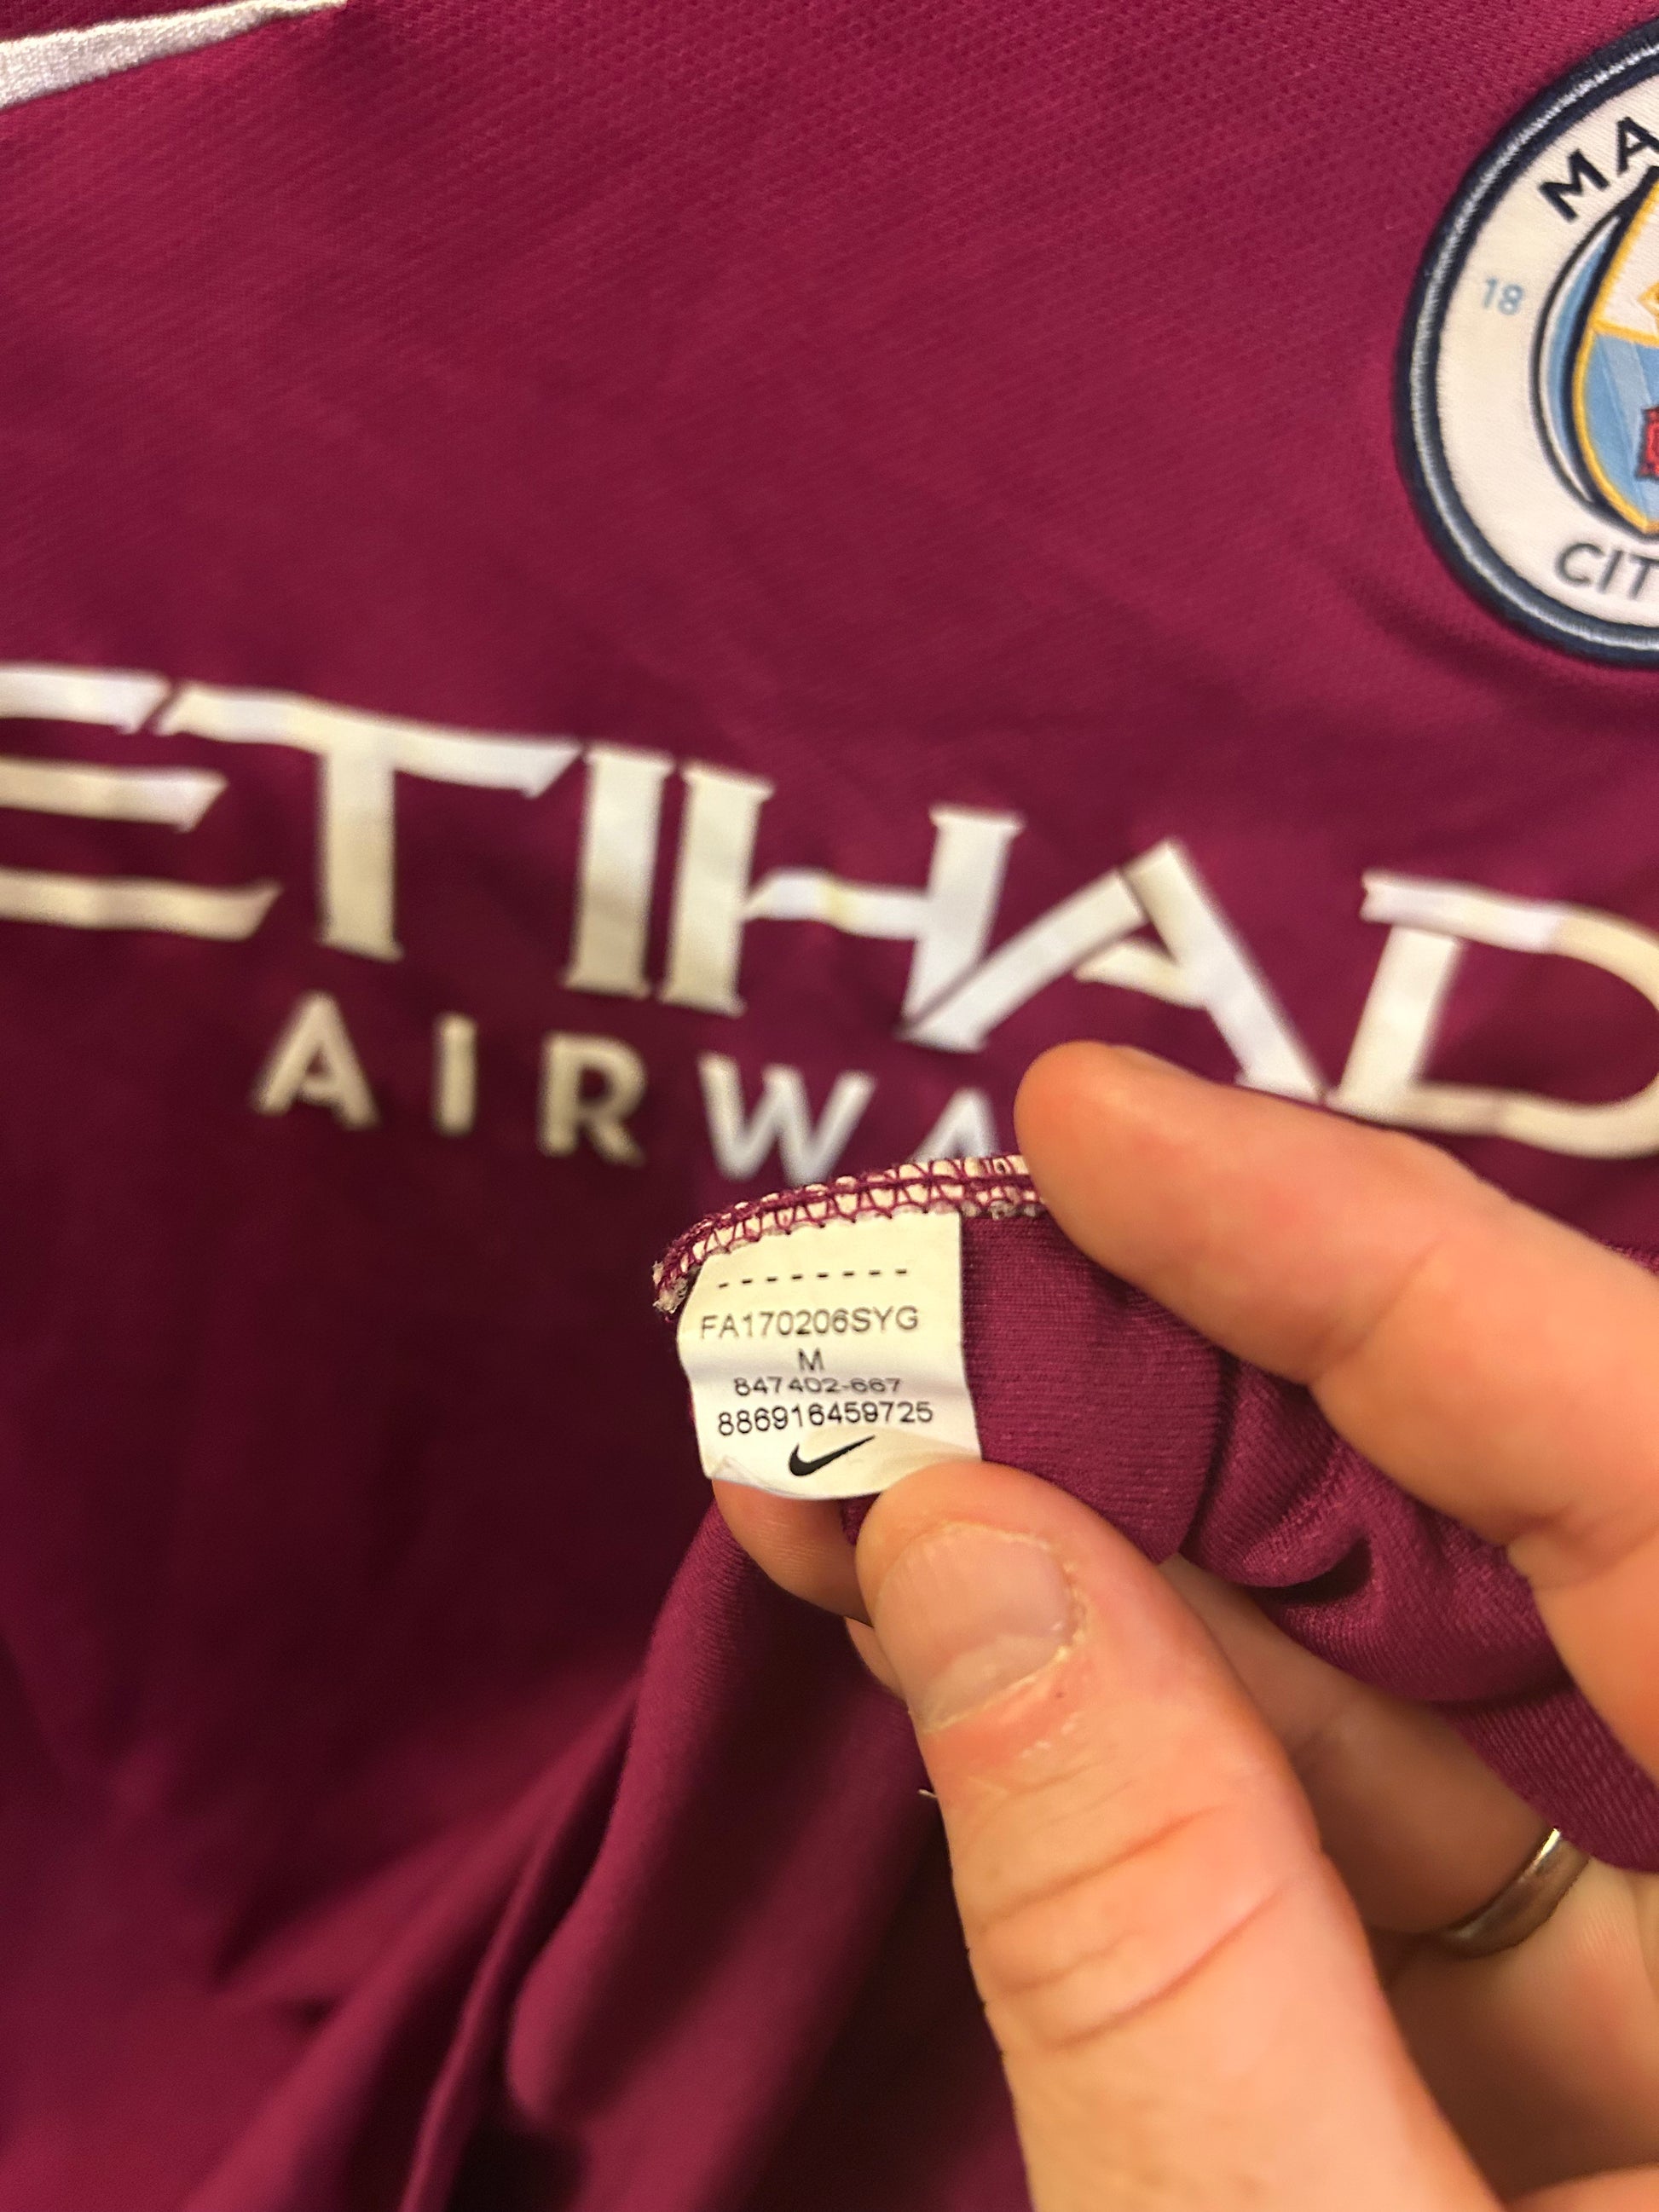 MA
18
CIT
ETIHAD
AIRWA
--------
FA170206SYG
M
847402-667
886916459725